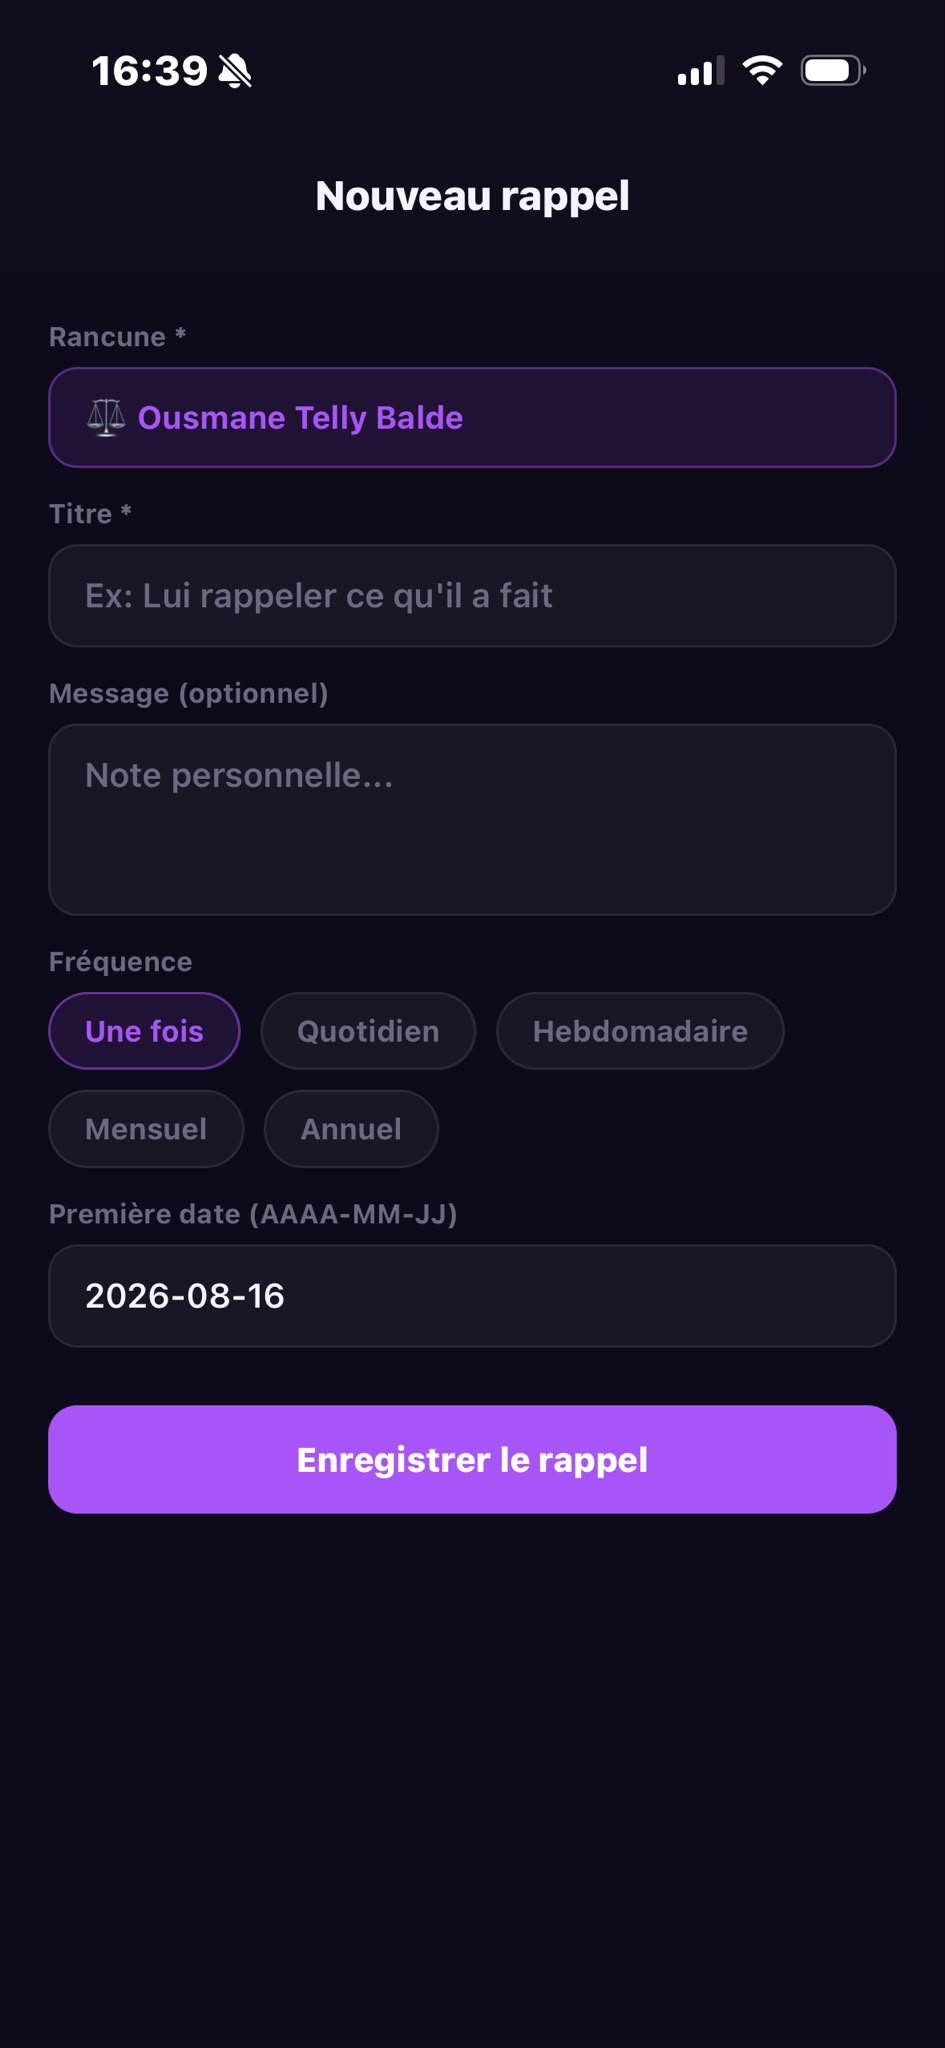 16:39
Nouveau rappel
Rancune *
Ousmane Telly Balde
Titre *
Ex: Lui rappeler ce qu'il a fait
Message (optionnel)
Note personnelle...
Fréquence
Une fois
Quotidien
Hebdomadaire
Mensuel
Annuel
Première date (AAAA-MM-JJ)
2026-08-16
Enregistrer le rappel